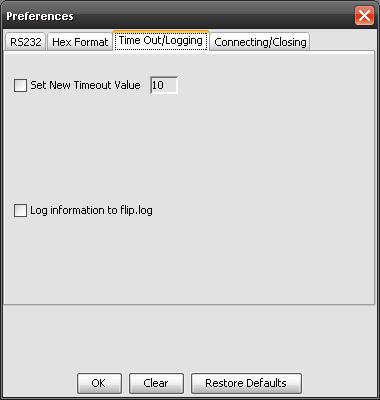 Preferences
RS232 Hex Format Time Out/Logging Connecting/Closing
Set New Timeout Value 10
Log information to flip.log
OK Clear Restore Defaults